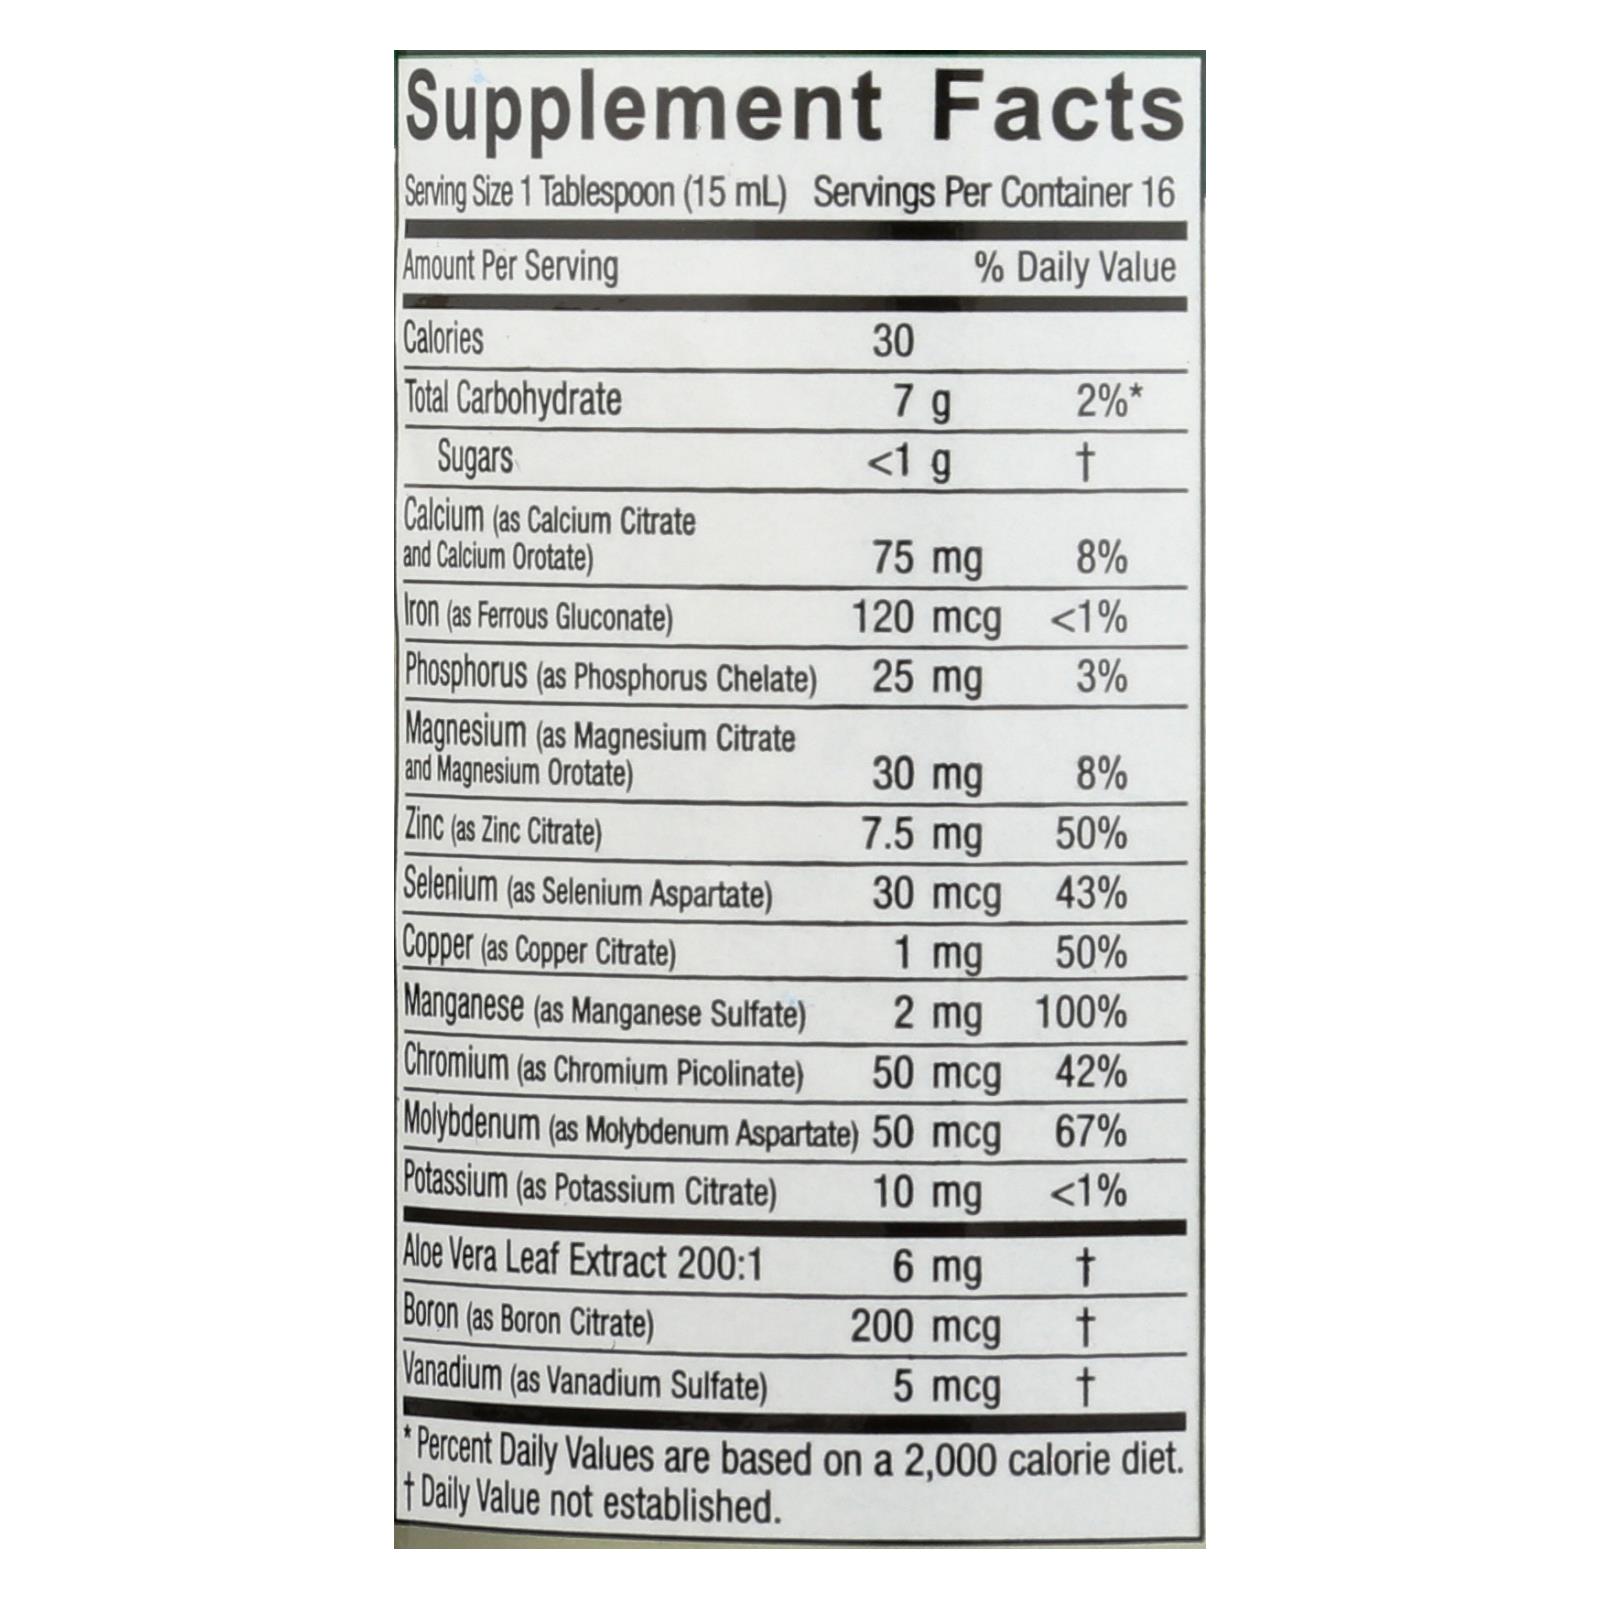 Supplement Facts
Serving Size 1 Tablespoon (15 mL) Servings Per Container 16
Amount Per Serving % Daily Value
Calories 30
Total Carbohydrate 7 g 2%*
Sugars <1 g †
Calcium (as Calcium Citrate
and Calcium Orotate) 75 mg 8%
Iron (as Ferrous Gluconate) 120 mcg <1%
Phosphorus (as Phosphorus Chelate) 25 mg 3%
Magnesium (as Magnesium Citrate
and Magnesium Orotate) 30 mg 8%
Zinc (as Zinc Citrate) 7.5 mg 50%
Selenium (as Selenium Aspartate) 30 mcg 43%
Copper (as Copper Citrate) 1 mg 50%
Manganese (as Manganese Sulfate) 2 mg 100%
Chromium (as Chromium Picolinate) 50 mcg 42%
Molybdenum (as Molybdenum Aspartate) 50 mcg 67%
Potassium (as Potassium Citrate) 10 mg <1%
Aloe Vera Leaf Extract 200:1 6 mg †
Boron (as Boron Citrate) 200 mcg †
Vanadium (as Vanadium Sulfate) 5 mcg †
* Percent Daily Values are based on a 2,000 calorie diet.
† Daily Value not established.